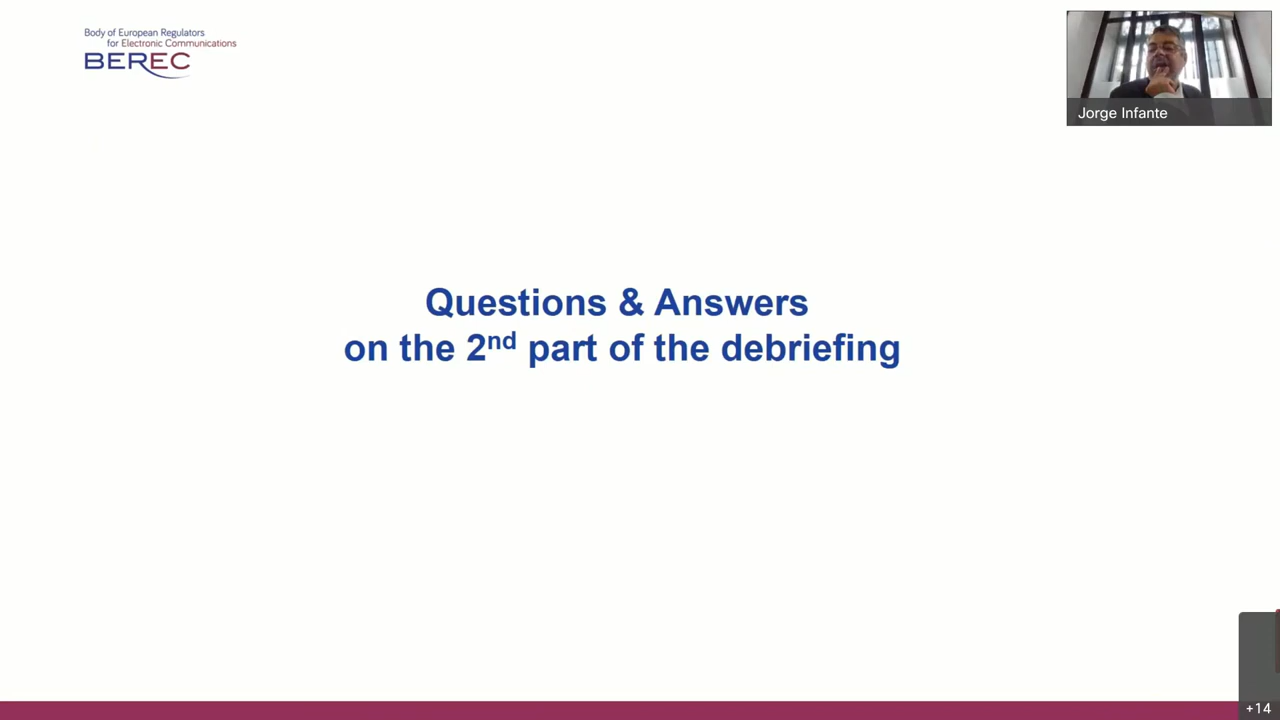 Body of European Regulators
for Electronic Communications
BEREC
Jorge Infante
Questions & Answers
on the 2nd part of the debriefing
+14